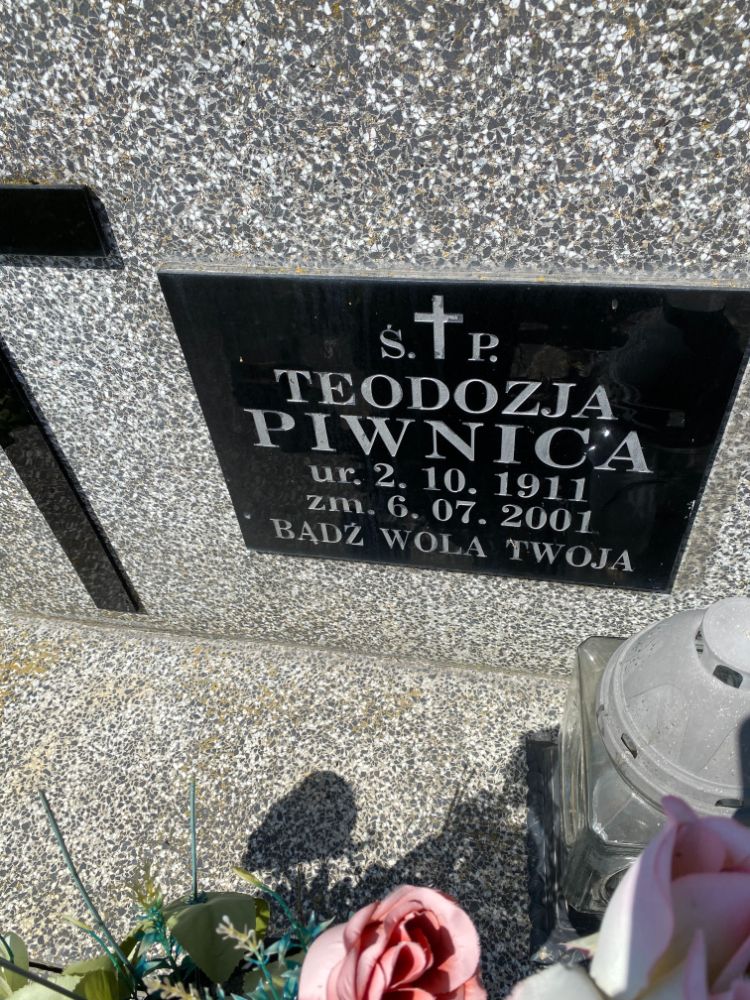 Ś. P.
TEODOZJA
PIWNICA
ur. 2. 10. 1911
zm. 6. 07. 2001
BĄDŹ WOLA TWOJA